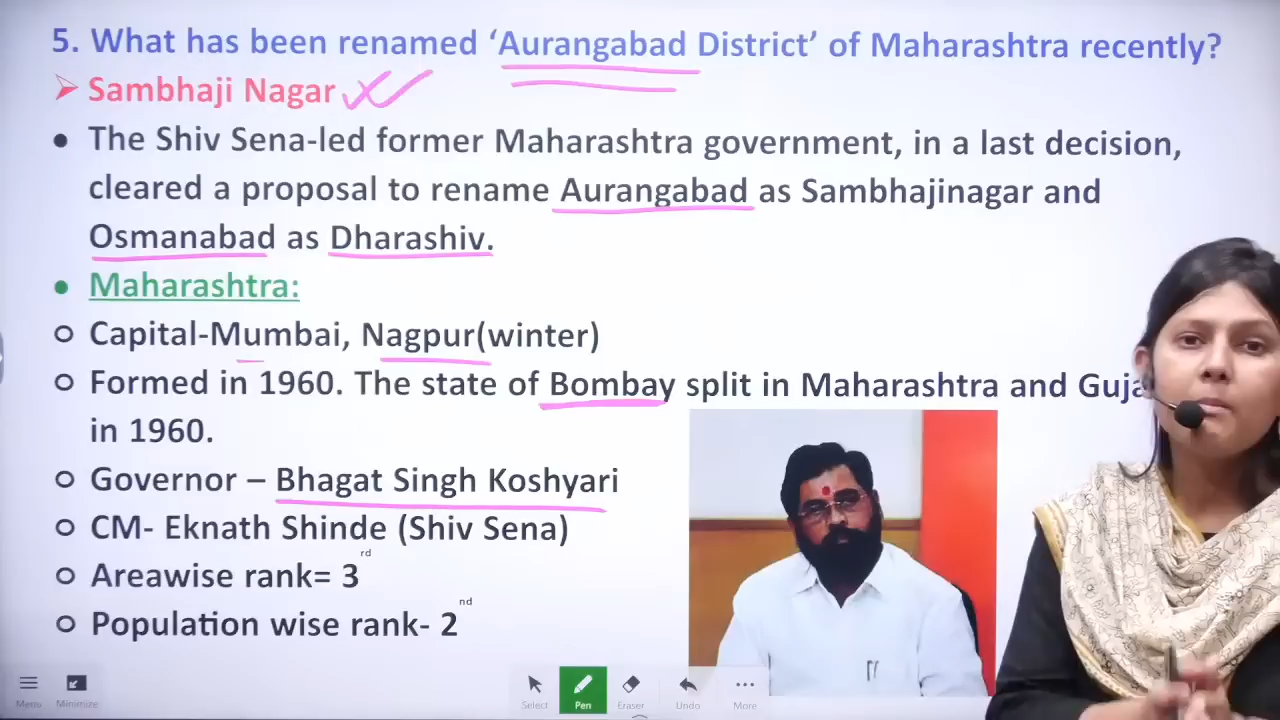 5. What has been renamed ‘Aurangabad District’ of Maharashtra recently?
➢ Sambhaji Nagar
• The Shiv Sena-led former Maharashtra government, in a last decision,
cleared a proposal to rename Aurangabad as Sambhajinagar and
Osmanabad as Dharashiv.
• Maharashtra:
o Capital-Mumbai, Nagpur(winter)
o Formed in 1960. The state of Bombay split in Maharashtra and Guja
in 1960.
o Governor – Bhagat Singh Koshyari
o CM- Eknath Shinde (Shiv Sena)
o Areawise rank= 3rd
o Population wise rank- 2nd
Menu Minimize Select Pen Eraser Undo More